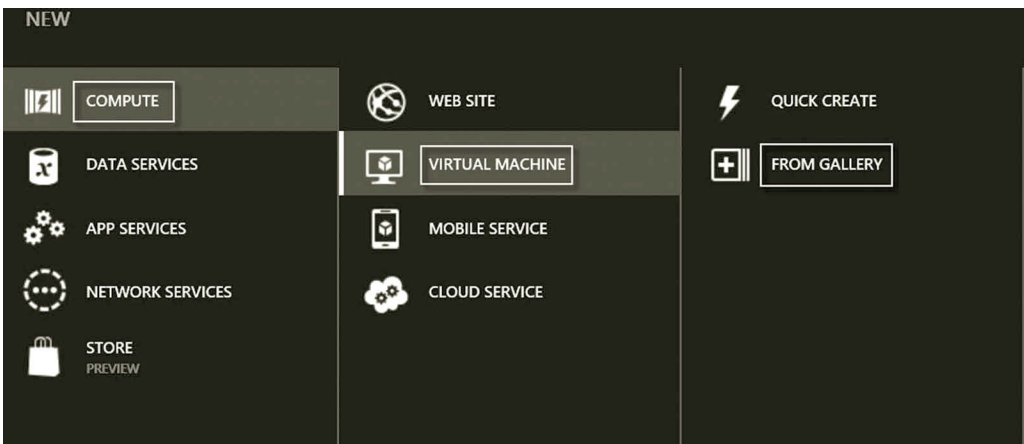 NEW
COMPUTE
DATA SERVICES
APP SERVICES
NETWORK SERVICES
STORE
PREVIEW
WEB SITE
VIRTUAL MACHINE
MOBILE SERVICE
CLOUD SERVICE
QUICK CREATE
FROM GALLERY